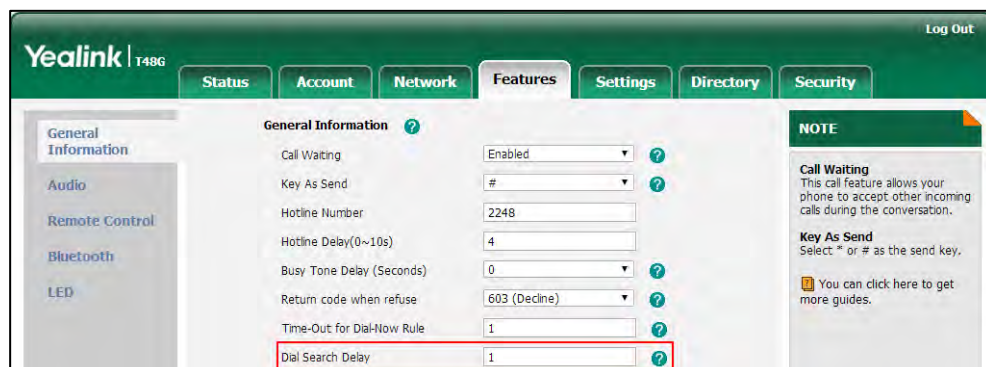 Log Out
Yealink | T48G
Status Account Network Features Settings Directory Security
General Information
Audio
Remote Control
Bluetooth
LED
General Information ?
Call Waiting Enabled ?
Key As Send # ?
Hotline Number 2248
Hotline Delay(0~10s) 4
Busy Tone Delay (Seconds) 0 ?
Return code when refuse 603 (Decline) ?
Time-Out for Dial-Now Rule 1 ?
Dial Search Delay 1 ?
NOTE
Call Waiting
This call feature allows your
phone to accept other incoming
calls during the conversation.
Key As Send
Select * or # as the send key.
? You can click here to get
more guides.